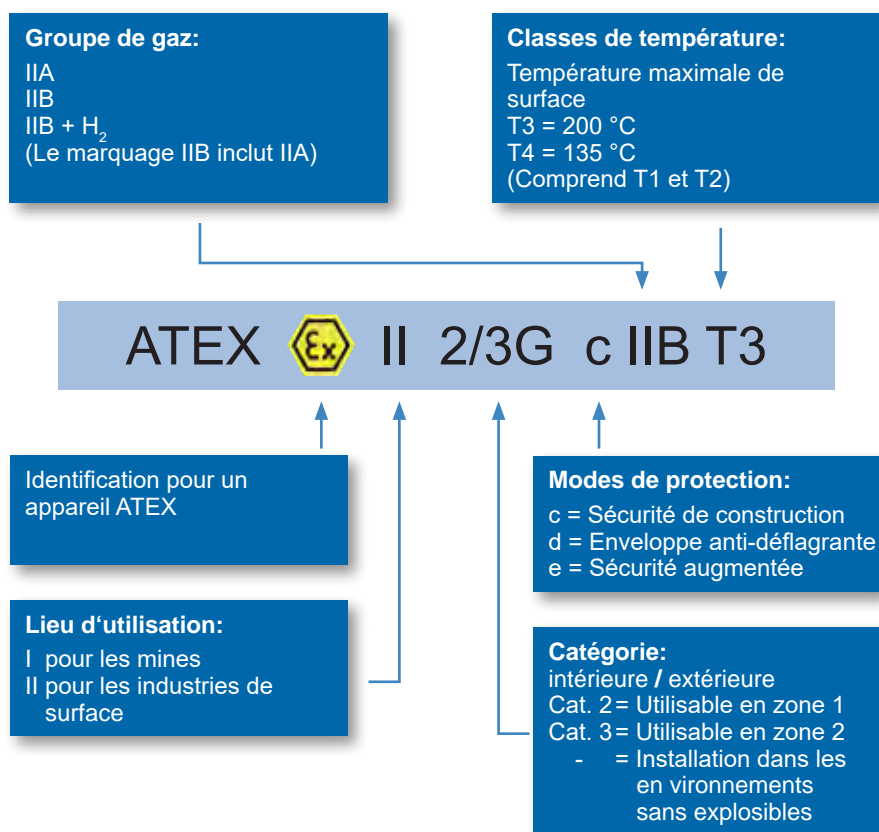 Groupe de gaz:
IIA
IIB
IIB + H₂
(Le marquage IIB inclut IIA)
Classes de température:
Température maximale de
surface
T3 = 200 °C
T4 = 135 °C
(Comprend T1 et T2)
ATEX Ex II 2/3G c IIB T3
Identification pour un
appareil ATEX
Lieu d‘utilisation:
I pour les mines
II pour les industries de
surface
Modes de protection:
c = Sécurité de construction
d = Enveloppe anti-déflagrante
e = Sécurité augmentée
Catégorie:
intérieure / extérieure
Cat. 2 = Utilisable en zone 1
Cat. 3 = Utilisable en zone 2
- = Installation dans les
en vironnements
sans explosibles